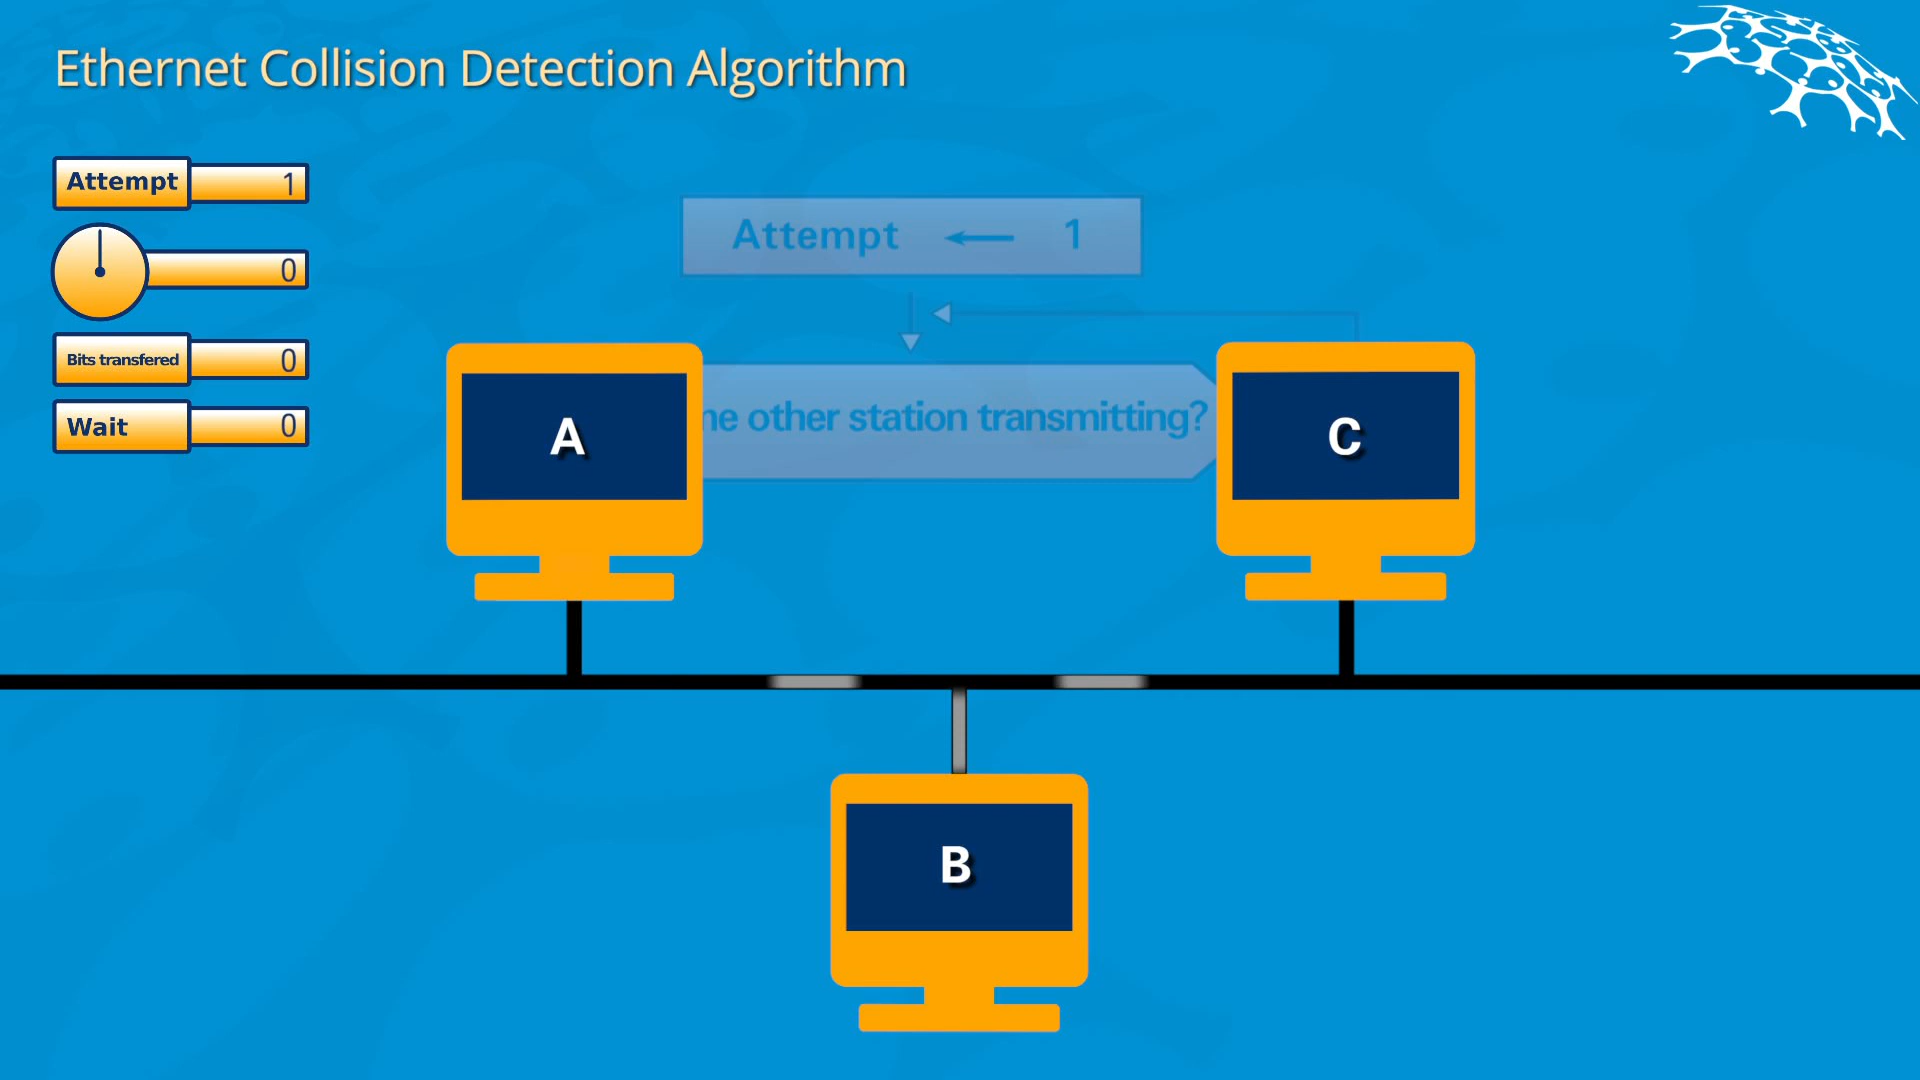 Ethernet Collision Detection Algorithm
Attempt 1
0
Bits transfered 0
Wait 0
Attempt ← 1
other station transmitting?
A
C
B